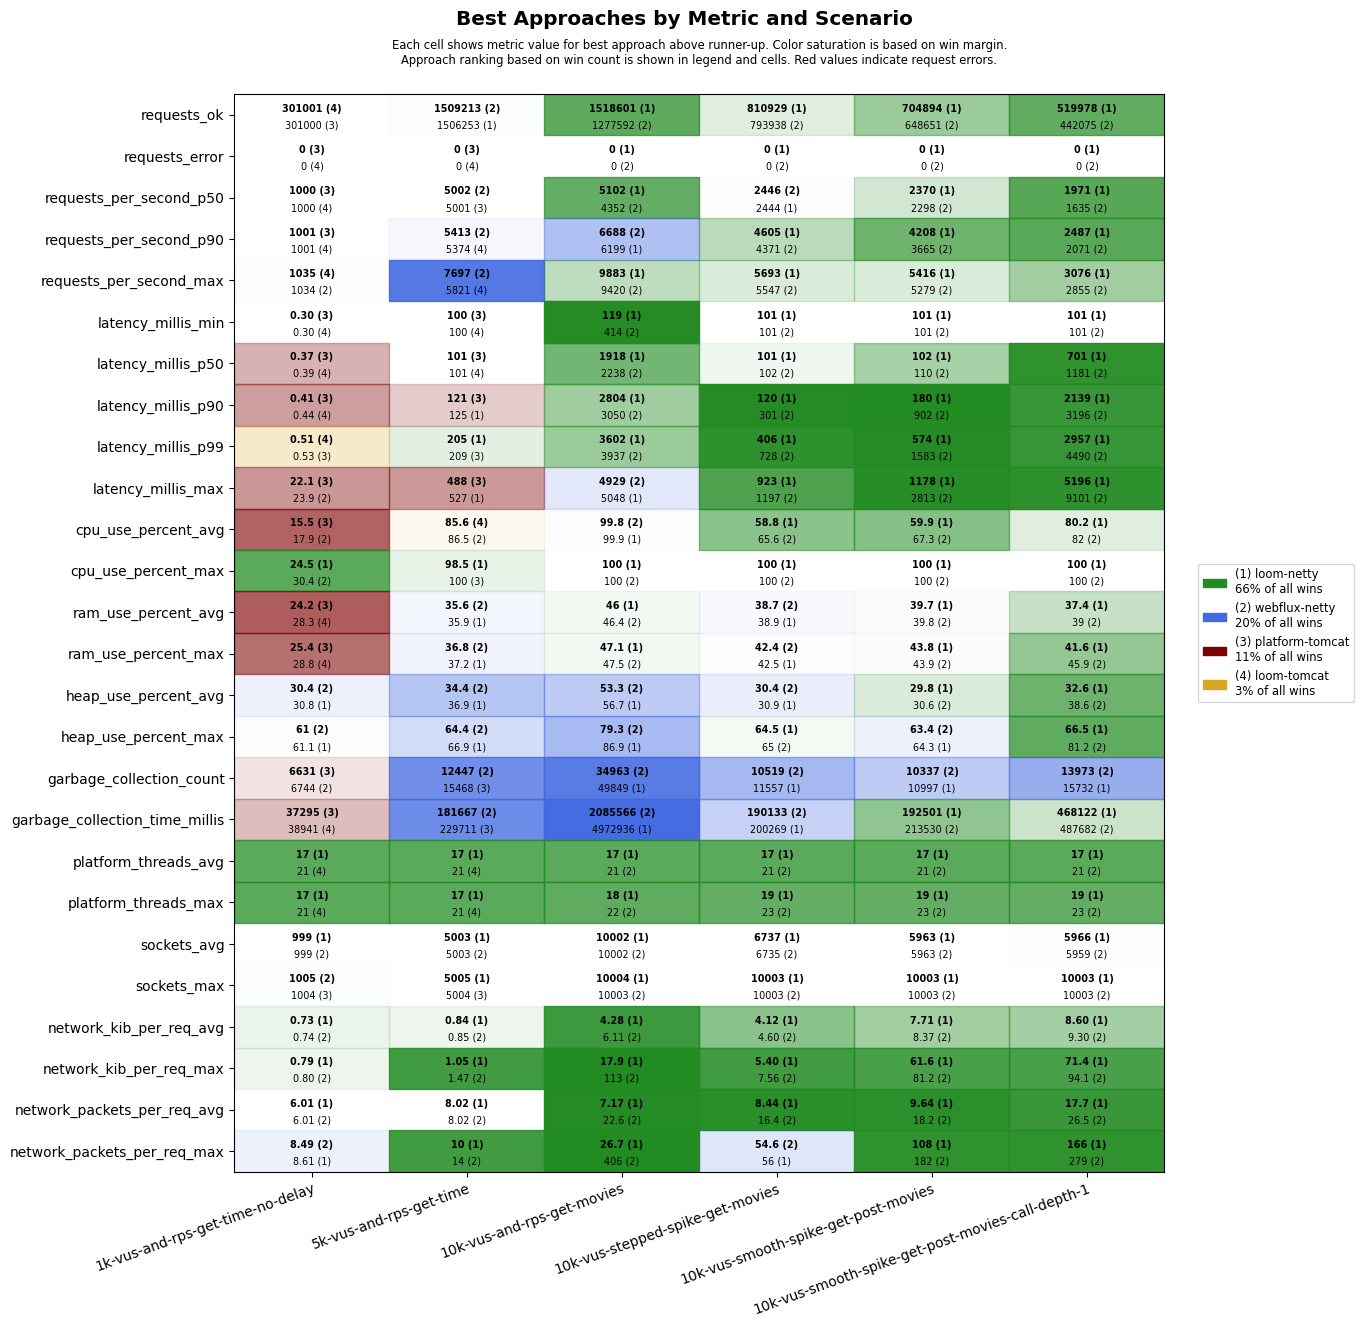 Best Approaches by Metric and Scenario
Each cell shows metric value for best approach above runner-up. Color saturation is based on win margin.
Approach ranking based on win count is shown in legend and cells. Red values indicate request errors.
requests_ok
301001 (4) 1509213 (2) 1518601 (1) 810929 (1) 704894 (1) 519978 (1)
301000 (3) 1506253 (1) 1277592 (2) 793938 (2) 648651 (2) 442075 (2)
requests_error
0 (3) 0 (3) 0 (1) 0 (1) 0 (1) 0 (1)
0 (4) 0 (4) 0 (2) 0 (2) 0 (2) 0 (2)
requests_per_second_p50
1000 (3) 5002 (2) 5102 (1) 2446 (2) 2370 (1) 1971 (1)
1000 (4) 5001 (3) 4352 (2) 2444 (1) 2298 (2) 1635 (2)
requests_per_second_p90
1001 (3) 5413 (2) 6688 (2) 4605 (1) 4208 (1) 2487 (1)
1001 (4) 5374 (4) 6199 (1) 4371 (2) 3665 (2) 2071 (2)
requests_per_second_max
1035 (4) 7697 (2) 9883 (1) 5693 (1) 5416 (1) 3076 (1)
1034 (2) 5821 (4) 9420 (2) 5547 (2) 5279 (2) 2855 (2)
latency_millis_min
0.30 (3) 100 (3) 119 (1) 101 (1) 101 (1) 101 (1)
0.30 (4) 100 (4) 414 (2) 101 (2) 101 (2) 101 (2)
latency_millis_p50
0.37 (3) 101 (3) 1918 (1) 101 (1) 102 (1) 701 (1)
0.39 (4) 101 (4) 2238 (2) 102 (2) 110 (2) 1181 (2)
latency_millis_p90
0.41 (3) 121 (3) 2804 (1) 120 (1) 180 (1) 2139 (1)
0.44 (4) 125 (1) 3050 (2) 301 (2) 902 (2) 3196 (2)
latency_millis_p99
0.51 (4) 205 (1) 3602 (1) 406 (1) 574 (1) 2957 (1)
0.53 (3) 209 (3) 3937 (2) 728 (2) 1583 (2) 4490 (2)
latency_millis_max
22.1 (3) 488 (3) 4929 (2) 923 (1) 1178 (1) 5196 (1)
23.9 (2) 527 (1) 5048 (1) 1197 (2) 2813 (2) 9101 (2)
cpu_use_percent_avg
15.5 (3) 85.6 (4) 99.8 (2) 58.8 (1) 59.9 (1) 80.2 (1)
17.9 (2) 86.5 (2) 99.9 (1) 65.6 (2) 67.3 (2) 82 (2)
cpu_use_percent_max
24.5 (1) 98.5 (1) 100 (1) 100 (1) 100 (1) 100 (1)
30.4 (2) 100 (3) 100 (2) 100 (2) 100 (2) 100 (2)
ram_use_percent_avg
24.2 (3) 35.6 (2) 46 (1) 38.7 (2) 39.7 (1) 37.4 (1)
28.3 (4) 35.9 (1) 46.4 (2) 38.9 (1) 39.8 (2) 39 (2)
ram_use_percent_max
25.4 (3) 36.8 (2) 47.1 (1) 42.4 (2) 43.8 (1) 41.6 (1)
28.8 (4) 37.2 (1) 47.5 (2) 42.5 (1) 43.9 (2) 45.9 (2)
heap_use_percent_avg
30.4 (2) 34.4 (2) 53.3 (2) 30.4 (2) 29.8 (1) 32.6 (1)
30.8 (1) 36.9 (1) 56.7 (1) 30.9 (1) 30.6 (2) 38.6 (2)
heap_use_percent_max
61 (2) 64.4 (2) 79.3 (2) 64.5 (1) 63.4 (2) 66.5 (1)
61.1 (1) 66.9 (1) 86.9 (1) 65 (2) 64.3 (1) 81.2 (2)
garbage_collection_count
6631 (3) 12447 (2) 34963 (2) 10519 (2) 10337 (2) 13973 (2)
6744 (2) 15468 (3) 49849 (1) 11557 (1) 10997 (1) 15732 (1)
garbage_collection_time_millis
37295 (3) 181667 (2) 2085566 (2) 190133 (2) 192501 (1) 468122 (1)
38941 (4) 229711 (3) 4972936 (1) 200269 (1) 213530 (2) 487682 (2)
platform_threads_avg
17 (1) 17 (1) 17 (1) 17 (1) 17 (1) 17 (1)
21 (4) 21 (4) 21 (2) 21 (2) 21 (2) 21 (2)
platform_threads_max
17 (1) 17 (1) 18 (1) 19 (1) 19 (1) 19 (1)
21 (4) 21 (4) 22 (2) 23 (2) 23 (2) 23 (2)
sockets_avg
999 (1) 5003 (1) 10002 (1) 6737 (1) 5963 (1) 5966 (1)
999 (2) 5003 (2) 10002 (2) 6735 (2) 5963 (2) 5959 (2)
sockets_max
1005 (2) 5005 (1) 10004 (1) 10003 (1) 10003 (1) 10003 (1)
1004 (3) 5004 (3) 10003 (2) 10003 (2) 10003 (2) 10003 (2)
network_kib_per_req_avg
0.73 (1) 0.84 (1) 4.28 (1) 4.12 (1) 7.71 (1) 8.60 (1)
0.74 (2) 0.85 (2) 6.11 (2) 4.60 (2) 8.37 (2) 9.30 (2)
network_kib_per_req_max
0.79 (1) 1.05 (1) 17.9 (1) 5.40 (1) 61.6 (1) 71.4 (1)
0.80 (2) 1.47 (2) 113 (2) 7.56 (2) 81.2 (2) 94.1 (2)
network_packets_per_req_avg
6.01 (1) 8.02 (1) 7.17 (1) 8.44 (1) 9.64 (1) 17.7 (1)
6.01 (2) 8.02 (2) 22.6 (2) 16.4 (2) 18.2 (2) 26.5 (2)
network_packets_per_req_max
8.49 (2) 10 (1) 26.7 (1) 54.6 (2) 108 (1) 166 (1)
8.61 (1) 14 (2) 406 (2) 56 (1) 182 (2) 279 (2)
1k-vus-and-rps-get-time-no-delay
5k-vus-and-rps-get-time
10k-vus-and-rps-get-movies
10k-vus-stepped-spike-get-movies
10k-vus-smooth-spike-get-post-movies
10k-vus-smooth-spike-get-post-movies-call-depth-1
(1) loom-netty
66% of all wins
(2) webflux-netty
20% of all wins
(3) platform-tomcat
11% of all wins
(4) loom-tomcat
3% of all wins